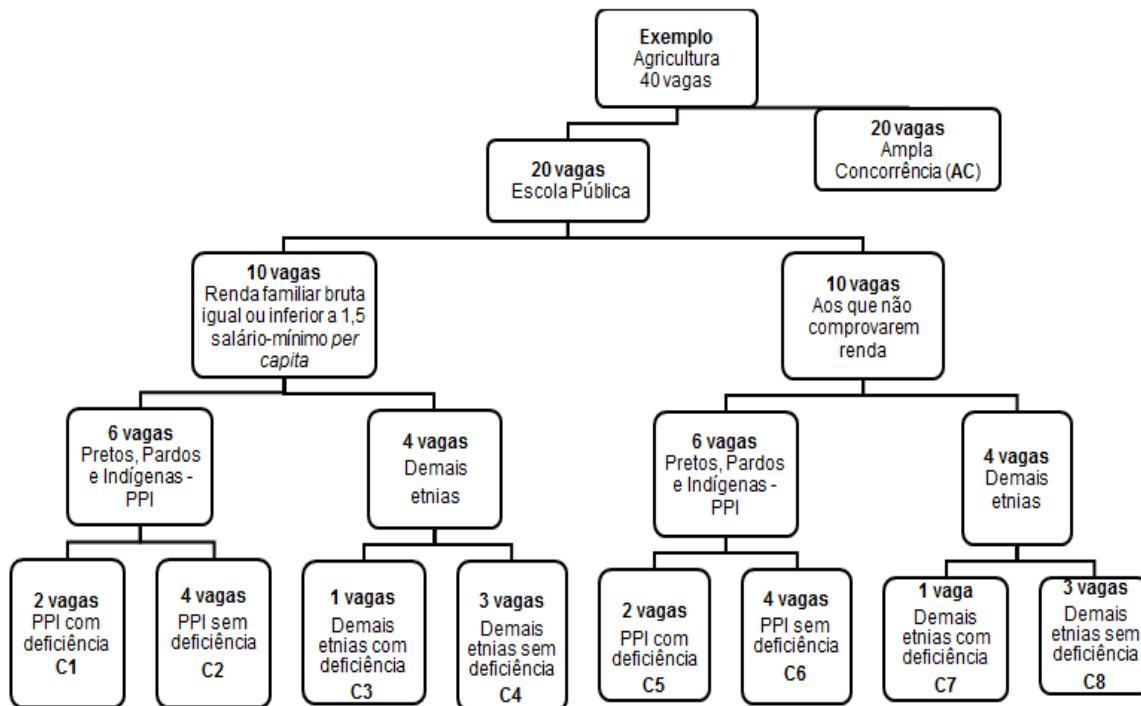 Exemplo
Agricultura
40 vagas
20 vagas
Ampla
Concorrência (AC)
20 vagas
Escola Pública
10 vagas
Renda familiar bruta
igual ou inferior a 1,5
salário-mínimo per
capita
10 vagas
Aos que não
comprovarem
renda
6 vagas
Pretos, Pardos
e Indígenas -
PPI
4 vagas
Demais
etnias
6 vagas
Pretos, Pardos
e Indígenas -
PPI
4 vagas
Demais
etnias
2 vagas
PPI com
deficiência
C1
4 vagas
PPI sem
deficiência
C2
1 vagas
Demais
etnias com
deficiência
C3
3 vagas
Demais
etnias sem
deficiência
C4
2 vagas
PPI com
deficiência
C5
4 vagas
PPI sem
deficiência
C6
1 vaga
Demais
etnias com
deficiência
C7
3 vagas
Demais
etnias sem
deficiência
C8